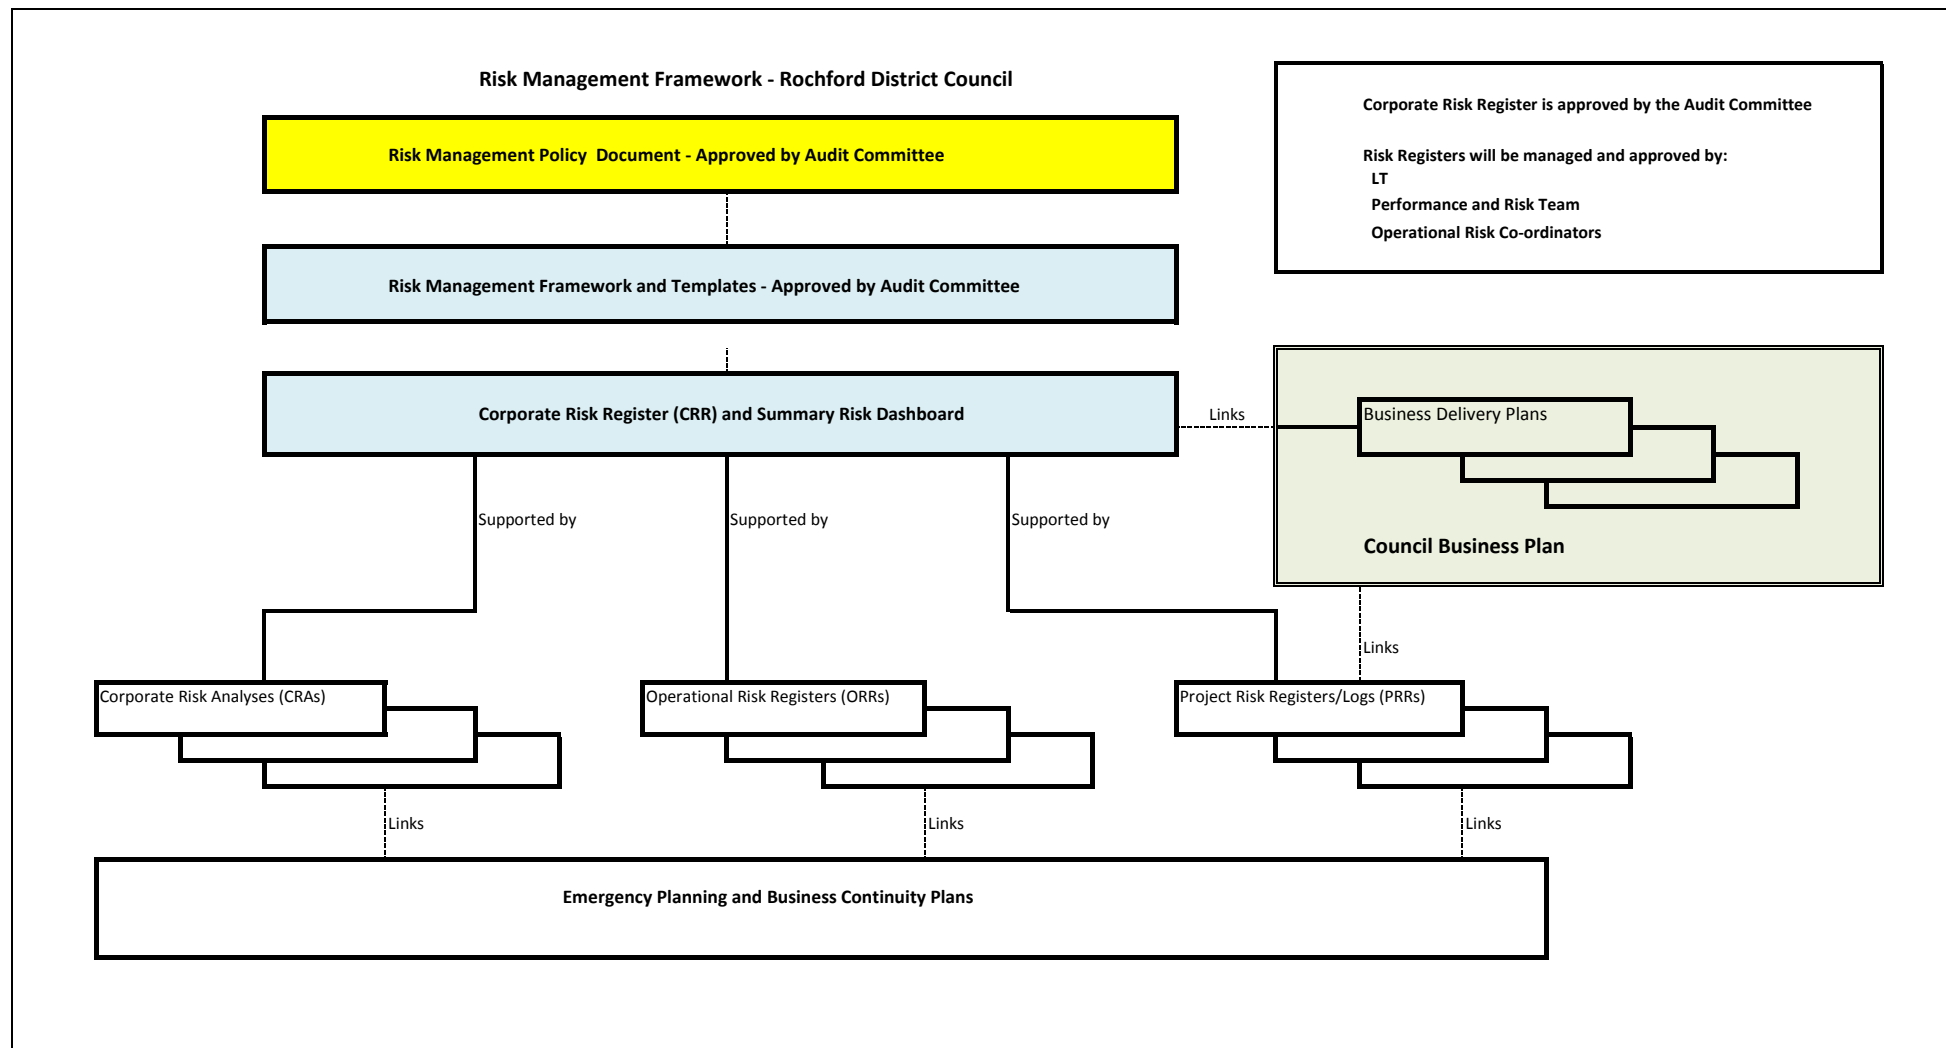 Risk Management Framework - Rochford District Council
Corporate Risk Register is approved by the Audit Committee
Risk Management Policy  Document - Approved by Audit Committee
Risk Registers will be managed and approved by:
LT
Performance and Risk Team
Operational Risk Co-ordinators
Risk Management Framework and Templates - Approved by Audit Committee
Corporate Risk Register (CRR) and Summary Risk Dashboard
Links
Business Delivery Plans
Council Business Plan
Supported by
Supported by
Supported by
Links
Corporate Risk Analyses (CRAs)
Operational Risk Registers (ORRs)
Project Risk Registers/Logs (PRRs)
Links
Links
Links
Emergency Planning and Business Continuity Plans